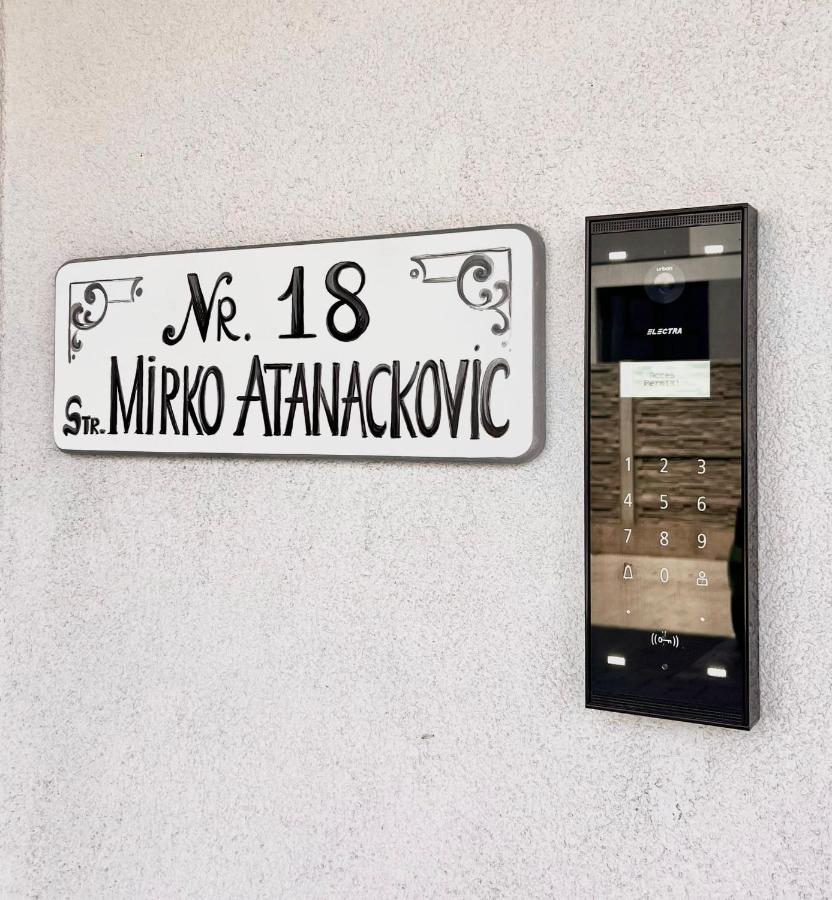 Nr. 18
Str. Mirko Atanackovic
urban
ELECTRA
Acces
Permis!
1 2 3
4 5 6
7 8 9
0